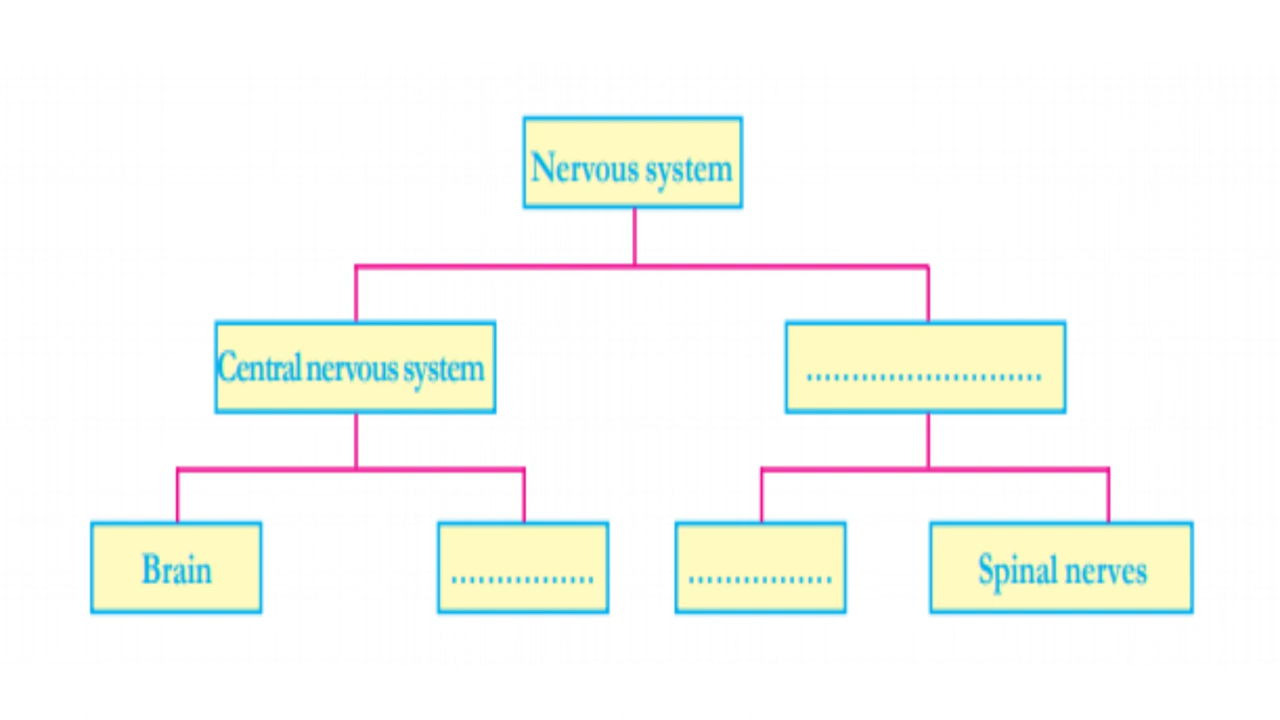 Nervous system
Central nervous system
..........................
Brain
................
................
Spinal nerves